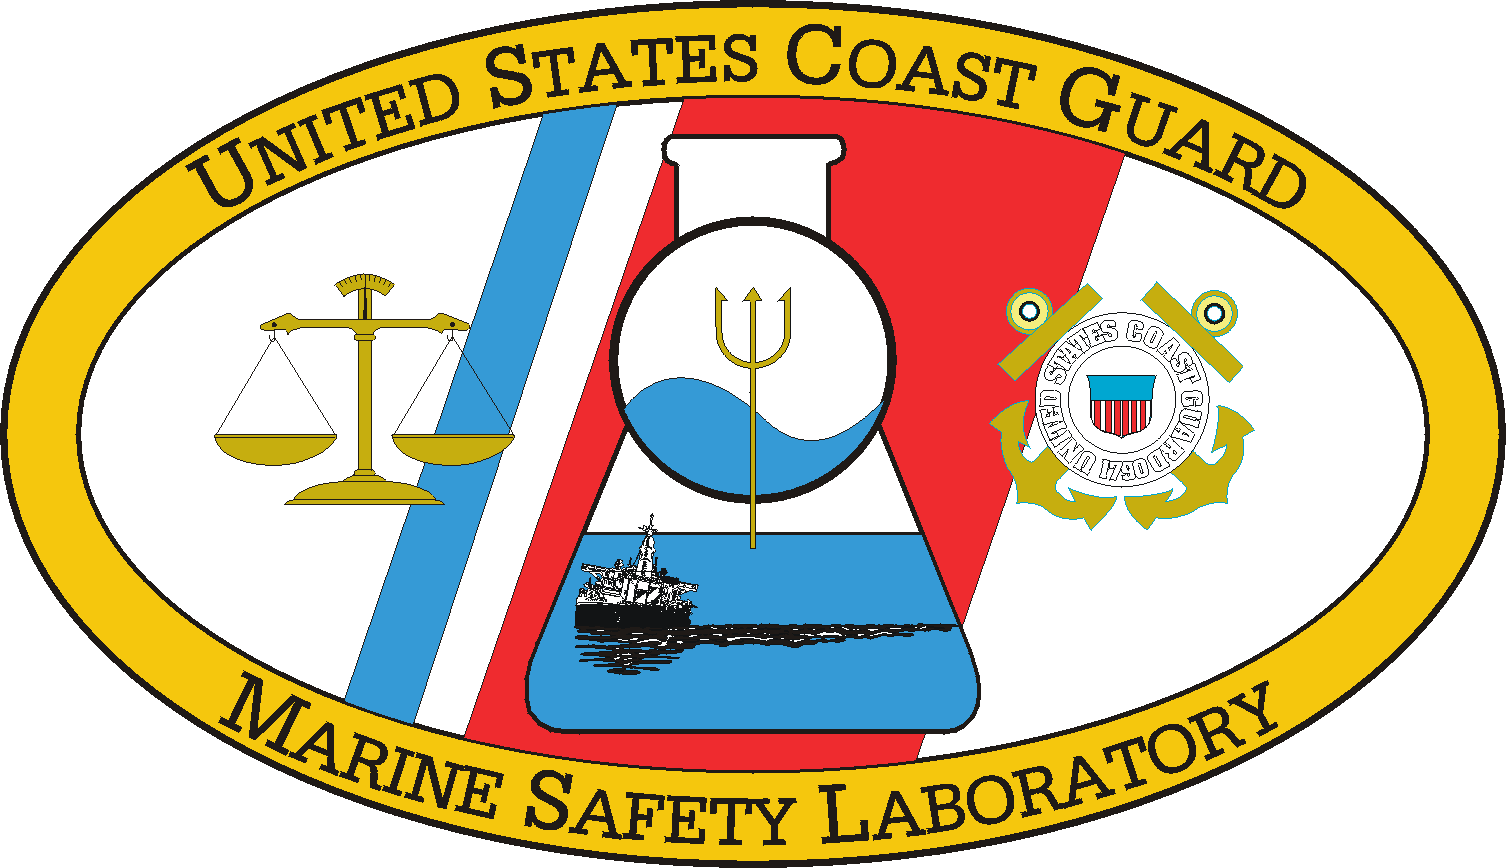 UNITED STATES COAST GUARD
UNITED STATES COAST GUARD
1790
MARINE SAFETY LABORATORY